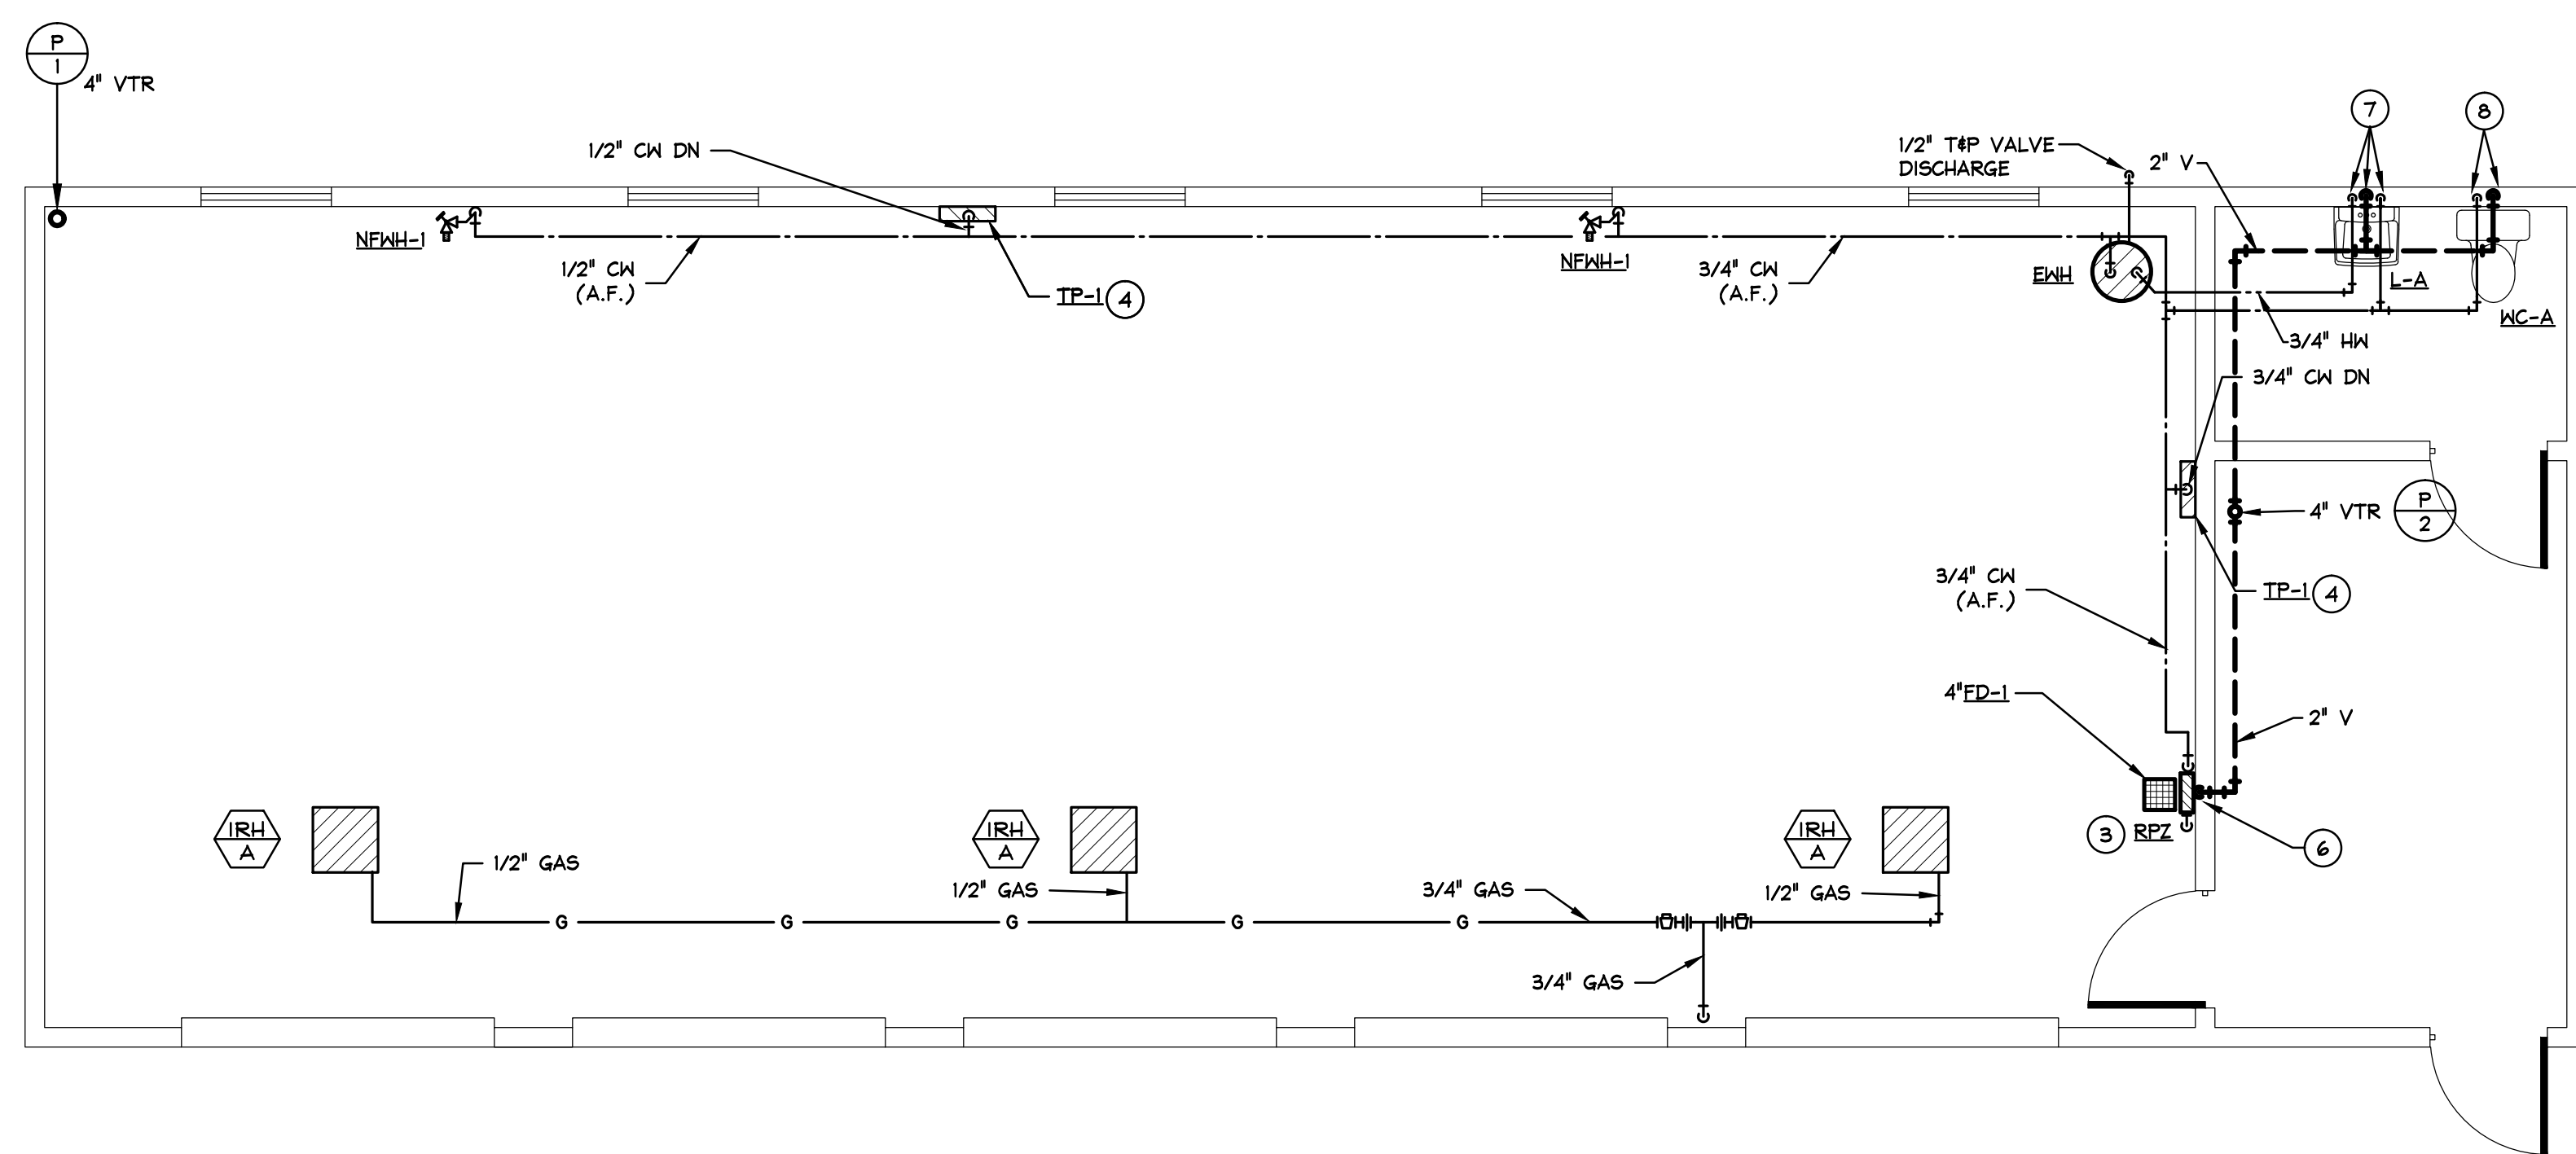 P
1
4" VTR
1/2" CW DN
1/2" T&P VALVE
DISCHARGE
2" V
7
8
NFWH-1
1/2" CW
(A.F.)
TP-1
4
NFWH-1
3/4" CW
(A.F.)
EWH
L-A
WC-A
3/4" HW
3/4" CW DN
4" VTR
P
2
3/4" CW
(A.F.)
TP-1
4
4"FD-1
2" V
IRH
A
IRH
A
IRH
A
3
RPZ
6
1/2" GAS
1/2" GAS
3/4" GAS
1/2" GAS
G G G G G
3/4" GAS